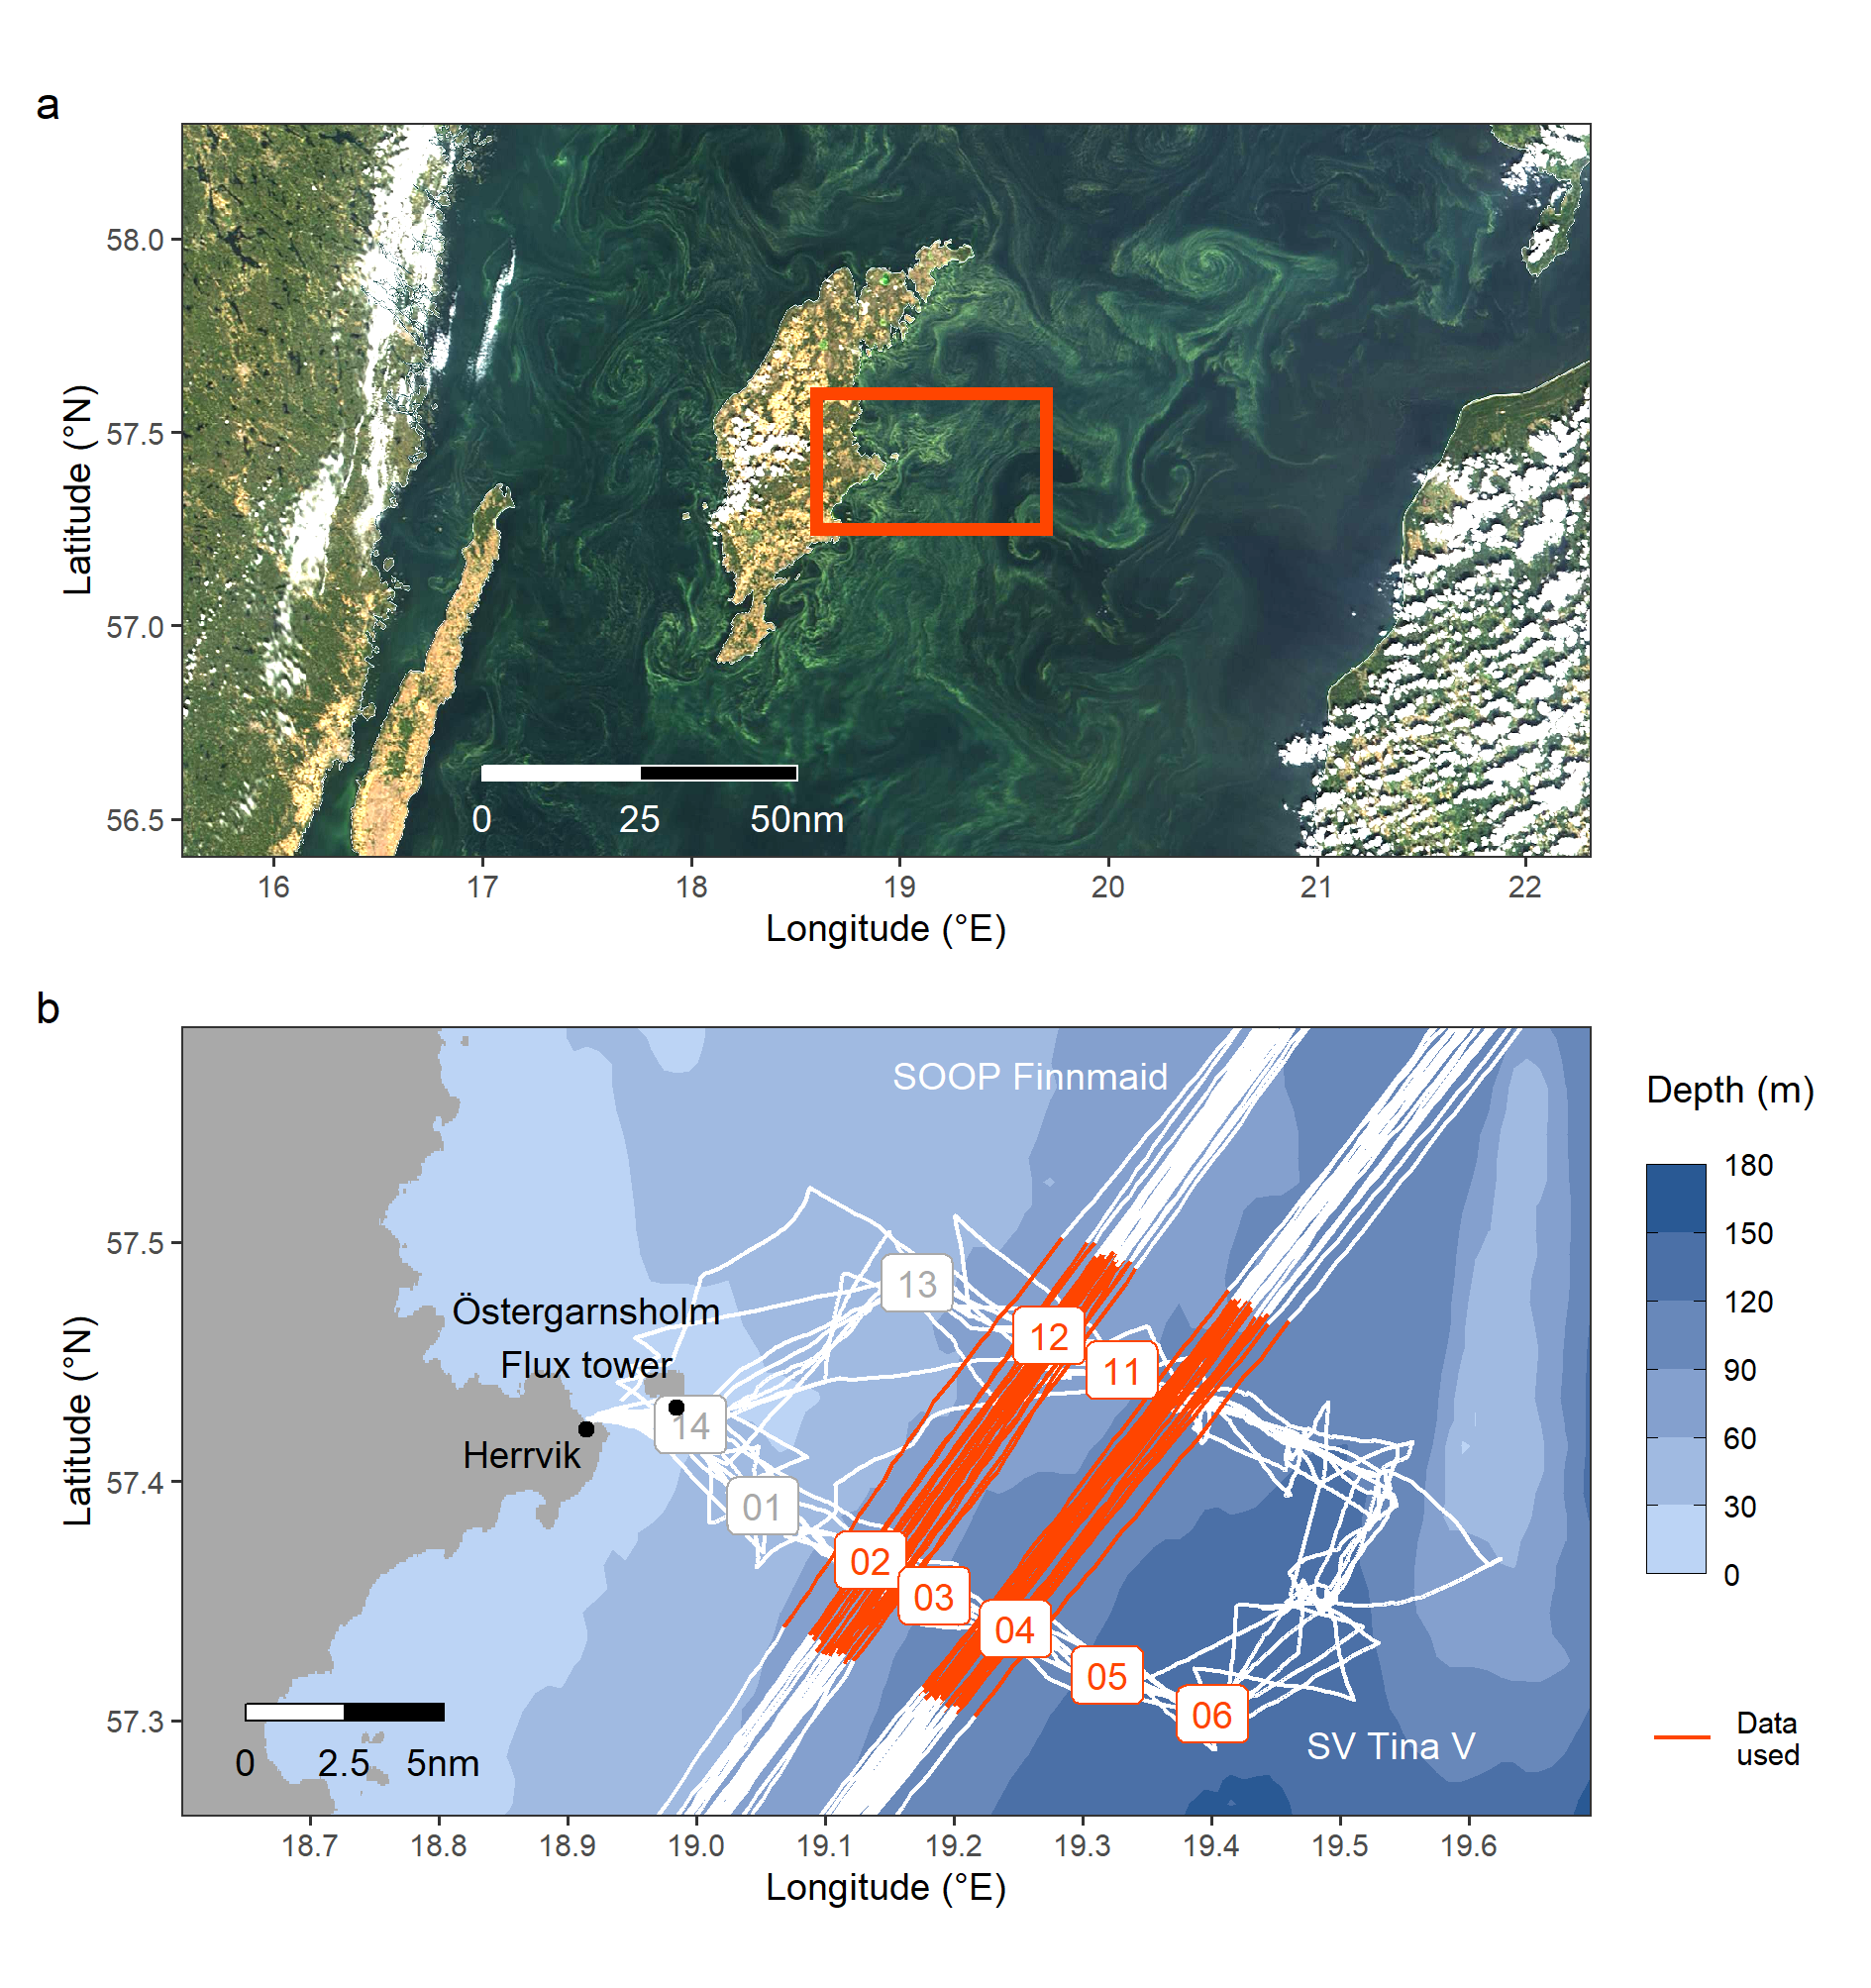 a
58.0
57.5
57.0
56.5
Latitude (°N)
0 25 50nm
16 17 18 19 20 21 22
Longitude (°E)
b
SOOP Finnmaid
Depth (m)
180
150
120
90
60
30
0
57.5
57.4
57.3
Latitude (°N)
13
12
11
Östergarnsholm
Flux tower
14
Herrvik
01
02
03
04
05
06
SV Tina V
0 2.5 5nm
Data
used
18.7 18.8 18.9 19.0 19.1 19.2 19.3 19.4 19.5 19.6
Longitude (°E)